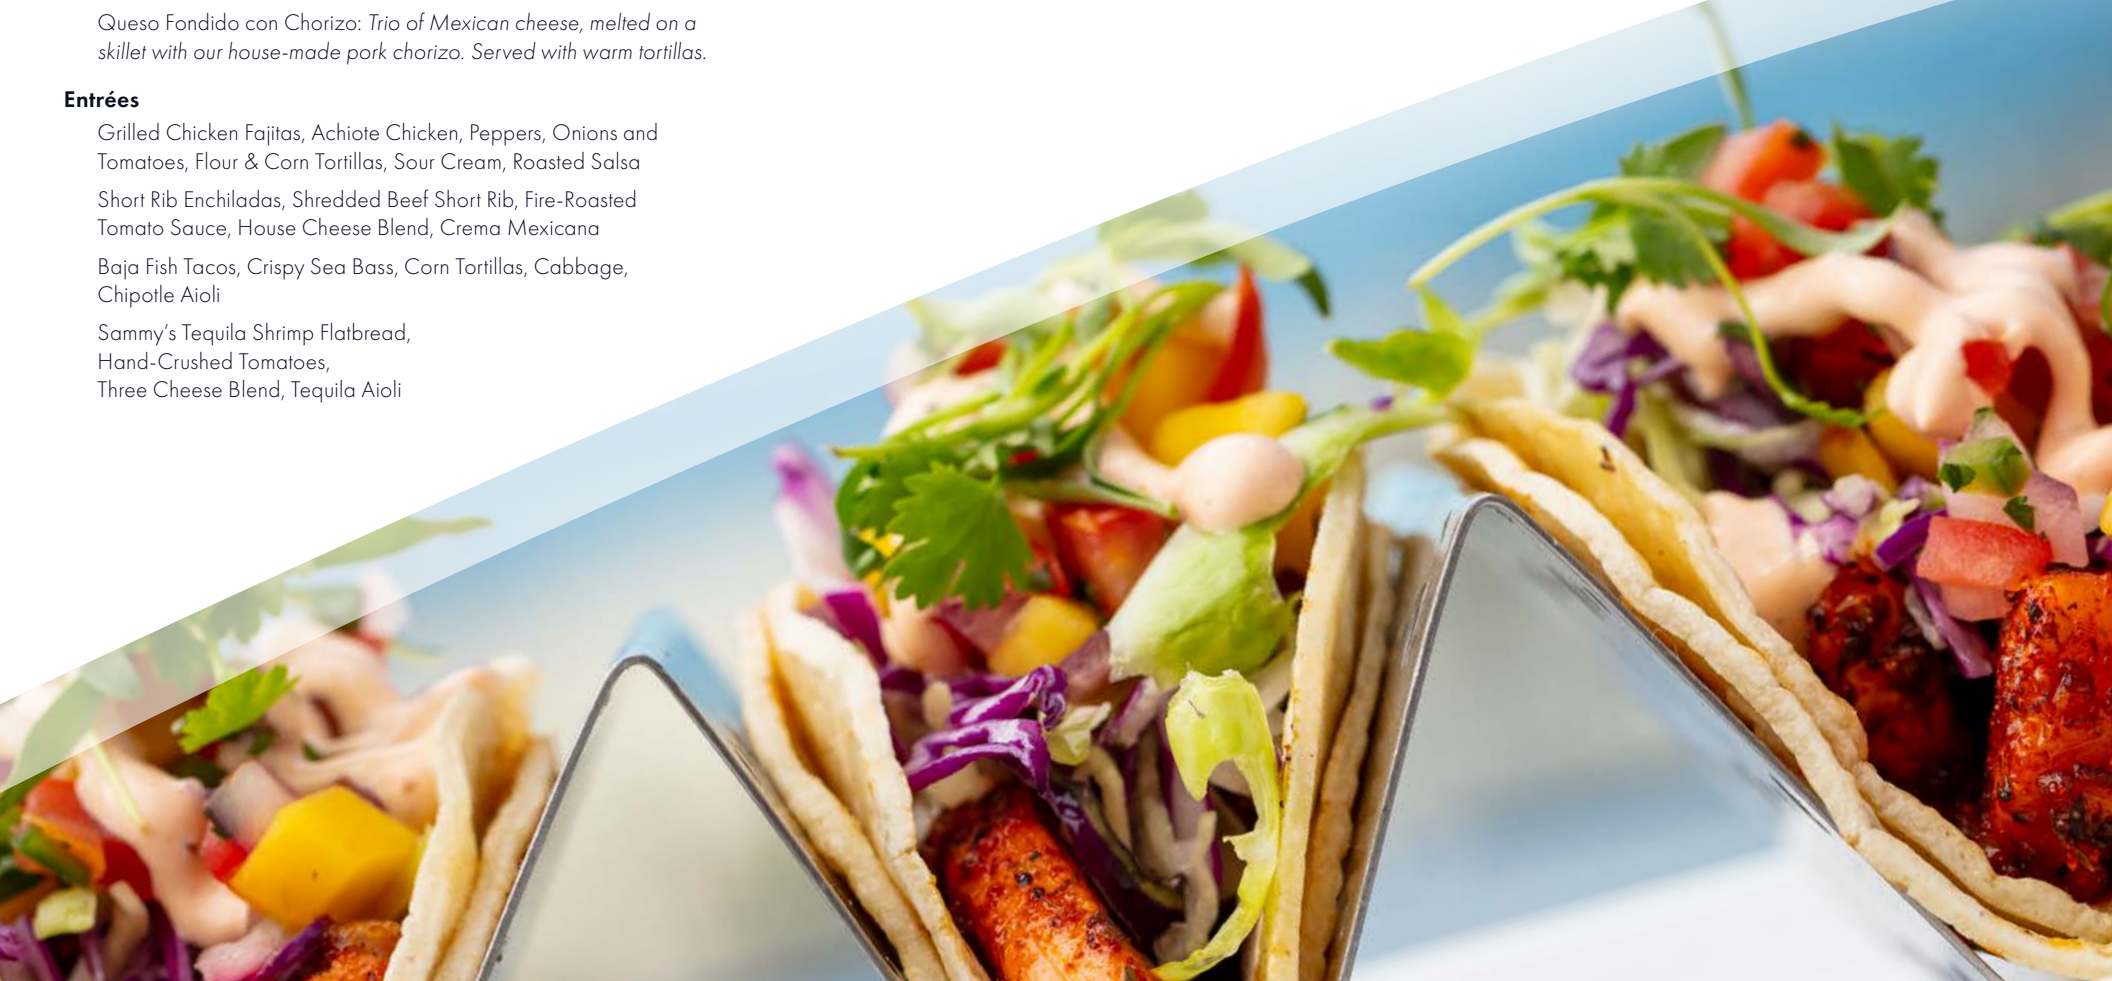 Queso Fondido con Chorizo: Trio of Mexican cheese, melted on a
skillet with our house-made pork chorizo. Served with warm tortillas.
Entrées
Grilled Chicken Fajitas, Achiote Chicken, Peppers, Onions and
Tomatoes, Flour & Corn Tortillas, Sour Cream, Roasted Salsa
Short Rib Enchiladas, Shredded Beef Short Rib, Fire-Roasted
Tomato Sauce, House Cheese Blend, Crema Mexicana
Baja Fish Tacos, Crispy Sea Bass, Corn Tortillas, Cabbage,
Chipotle Aioli
Sammy's Tequila Shrimp Flatbread,
Hand-Crushed Tomatoes,
Three Cheese Blend, Tequila Aioli